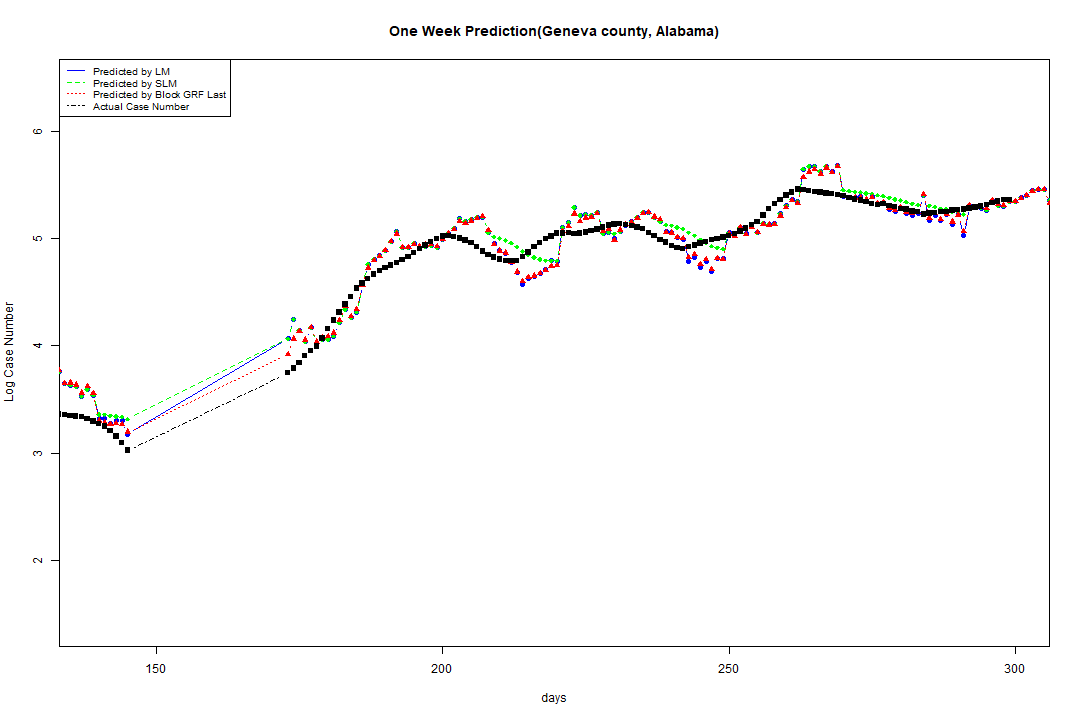 One Week Prediction(Geneva county, Alabama)
Predicted by LM
Predicted by SLM
Predicted by Block GRF Last
Actual Case Number
6
5
4
3
2
Log Case Number
150 200 250 300
days